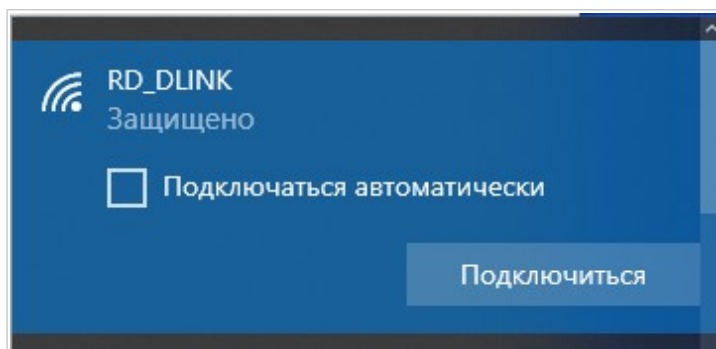 RD_DLINK
Защищено
Подключаться автоматически
Подключиться